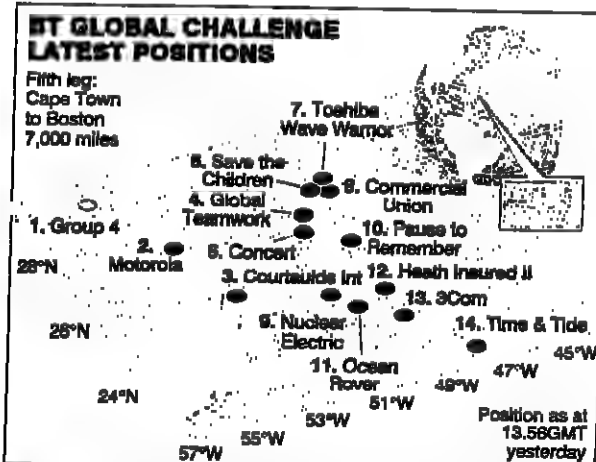 BT GLOBAL CHALLENGE
LATEST POSITIONS
Fifth leg:
Cape Town
to Boston
7,000 miles
7. Toshiba
Wave Warrior
5. Save the
Children
8. Commercial
Union
4. Global
Teamwork
1. Group 4
10. Pause to
Remember
2.
Motorola
6. Concert
28°N
3. Courtaulds Int
12. Heath Insured II
13. 3Com
26°N
9. Nuclear
Electric
14. Time & Tide
11. Ocean
Rover
45°W
47°W
49°W
24°N
51°W
53°W
55°W
57°W
Position as at
13.56GMT
yesterday